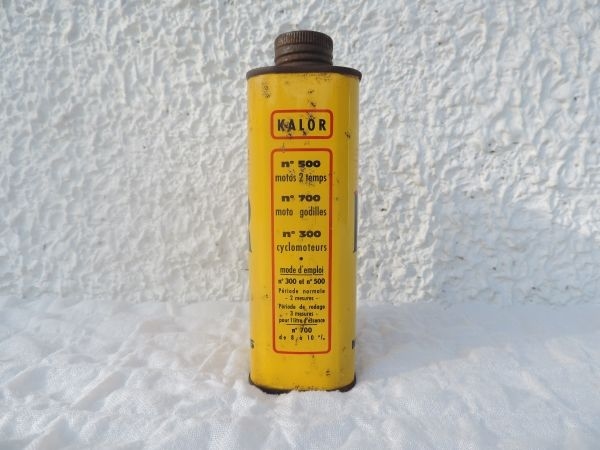 KALOR
n° 500
motos 2 temps
n° 700
moto godilles
n° 300
cyclomoteurs
•
mode d'emploi
n° 300 et n° 500
Période normale
- 2 mesures -
Période de rodage
- 3 mesures -
pour 1 litre d'essence
n° 700
de 8 à 10 %